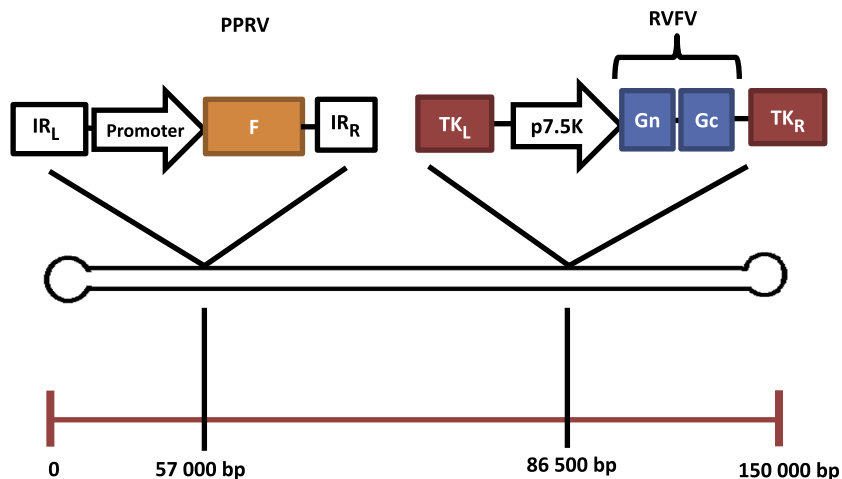 PPRV
RVFV
IRL
Promoter
F
IRR
TKL
p7.5K
Gn
Gc
TKR
0
57 000 bp
86 500 bp
150 000 bp